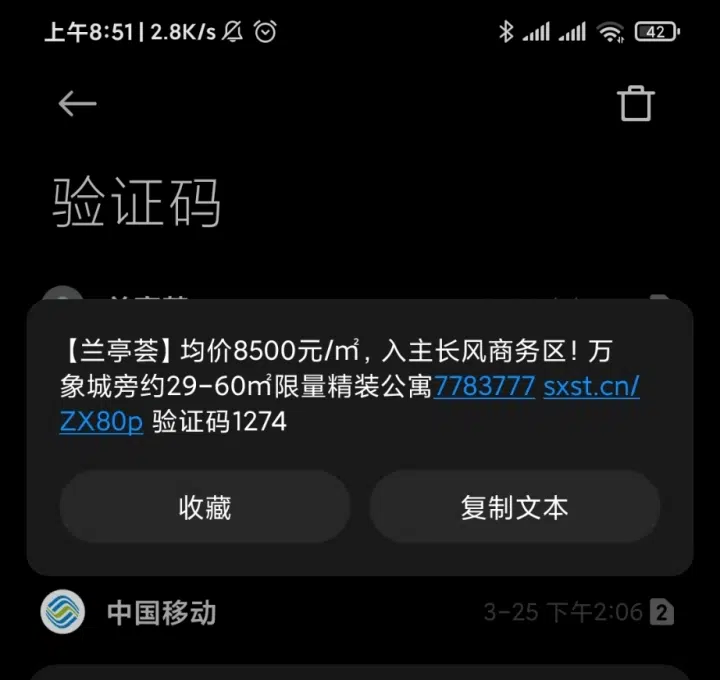 上午8:51 | 2.8K/s
42
验证码
【兰亭荟】均价8500元/㎡，入主长风商务区！万
象城旁约29-60㎡限量精装公寓7783777 sxst.cn/
ZX80p 验证码1274
收藏 复制文本
中国移动 3-25 下午2:06 2